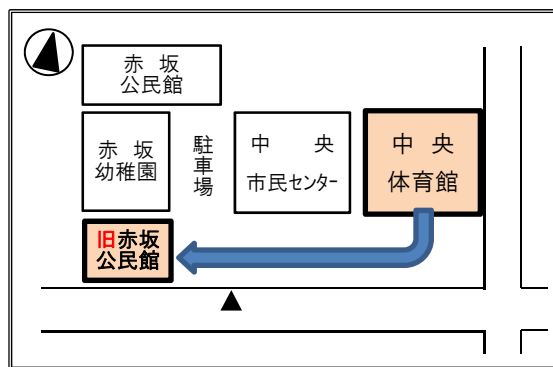 赤 坂
公民館
赤 坂
幼稚園
駐車場
中 央
市民センター
中 央
体育館
旧赤坂
公民館